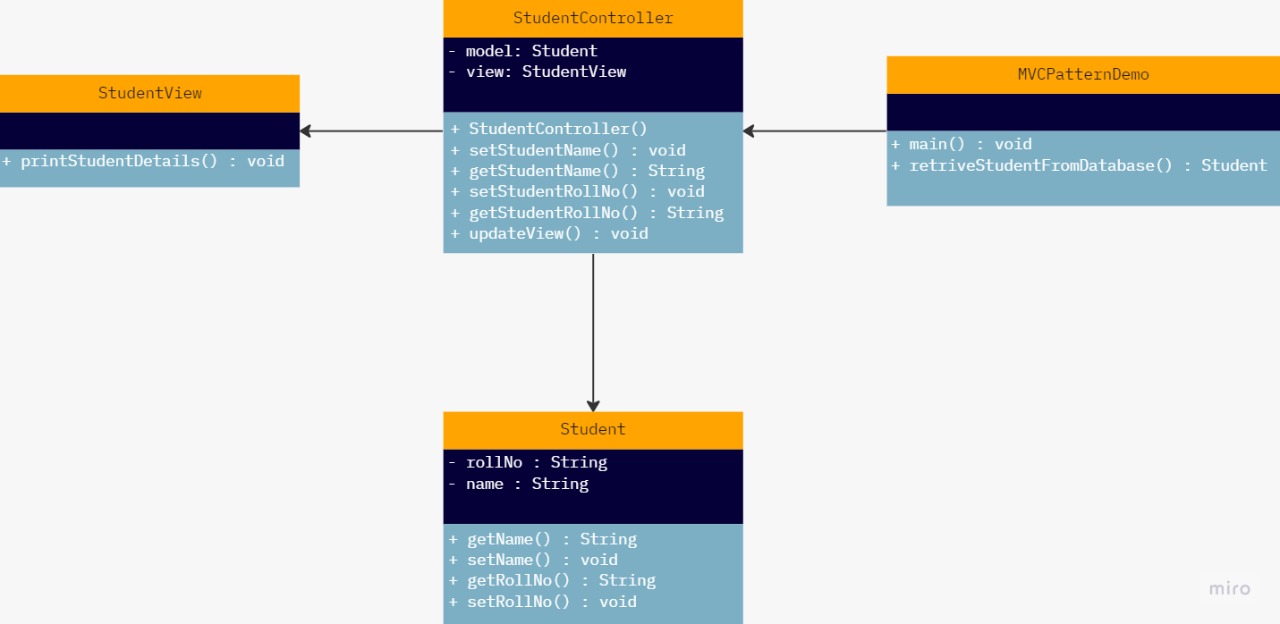 StudentController
- model: Student
- view: StudentView
+ StudentController()
+ setStudentName() : void
+ getStudentName() : String
+ setStudentRollNo() : void
+ getStudentRollNo() : String
+ updateView() : void
StudentView
+ printStudentDetails() : void
MVCPatternDemo
+ main() : void
+ retriveStudentFromDatabase() : Student
Student
- rollNo : String
- name : String
+ getName() : String
+ setName() : void
+ getRollNo() : String
+ setRollNo() : void
miro